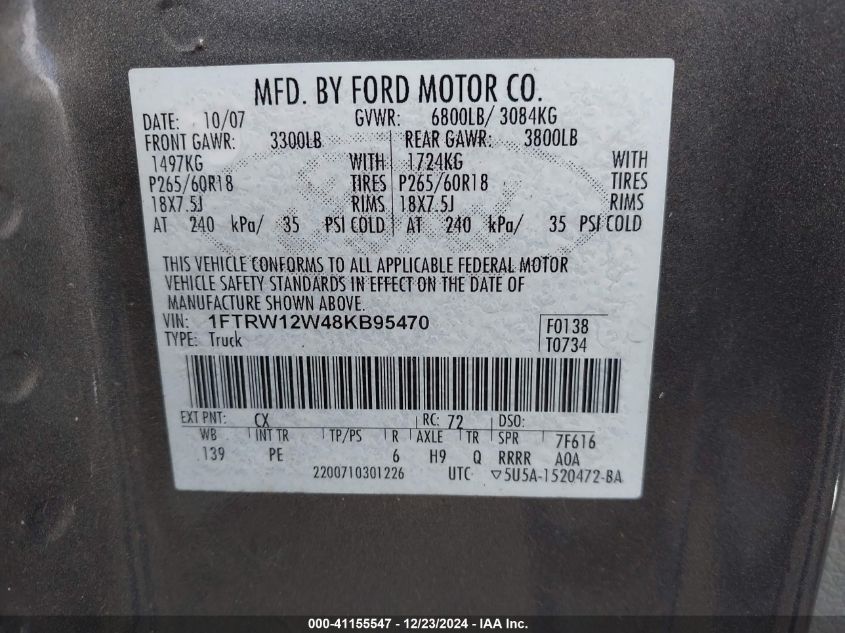 MFD. BY FORD MOTOR CO.
DATE: 10/07 GVWR: 6800LB/ 3084KG
FRONT GAWR: 3300LB REAR GAWR: 3800LB
1497KG WITH 1724KG WITH
P265/60R18 TIRES P265/60R18 TIRES
18X7.5J RIMS 18X7.5J RIMS
AT 240 kPa/ 35 PSI COLD AT 240 kPa/ 35 PSI COLD
THIS VEHICLE CONFORMS TO ALL APPLICABLE FEDERAL MOTOR
VEHICLE SAFETY STANDARDS IN EFFECT ON THE DATE OF
MANUFACTURE SHOWN ABOVE.
VIN: 1FTRW12W48KB95470 F0138
TYPE: Truck T0734
EXT PNT: CX RC: 72 DSO:
WB INT TR TP/PS R AXLE TR SPR 7F616
139 PE 6 H9 Q RRRR AOA
2200710301226 UTC ▽5U5A-1520472-BA
000-41155547 - 12/23/2024 - IAA Inc.